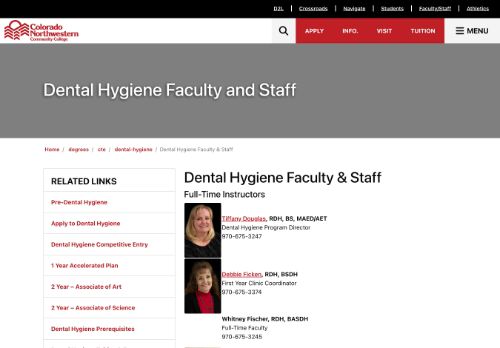 D2L | Crossroads | Navigate | Students | Faculty/Staff | Athletics
Colorado
Northwestern
Community College
APPLY INFO. VISIT TUITION MENU
Dental Hygiene Faculty and Staff
Home / degrees / cte / dental-hygiene / Dental Hygiene Faculty & Staff
RELATED LINKS
Pre-Dental Hygiene
Apply to Dental Hygiene
Dental Hygiene Competitive Entry
1 Year Accelerated Plan
2 Year – Associate of Art
2 Year – Associate of Science
Dental Hygiene Prerequisites
Dental Hygiene Faculty & Staff
Full-Time Instructors
Tiffany Douglas, RDH, BS, MAED/AET
Dental Hygiene Program Director
970-675-3247
Debbie Ficken, RDH, BSDH
First Year Clinic Coordinator
970-675-3374
Whitney Fischer, RDH, BASDH
Full-Time Faculty
970-675-3245